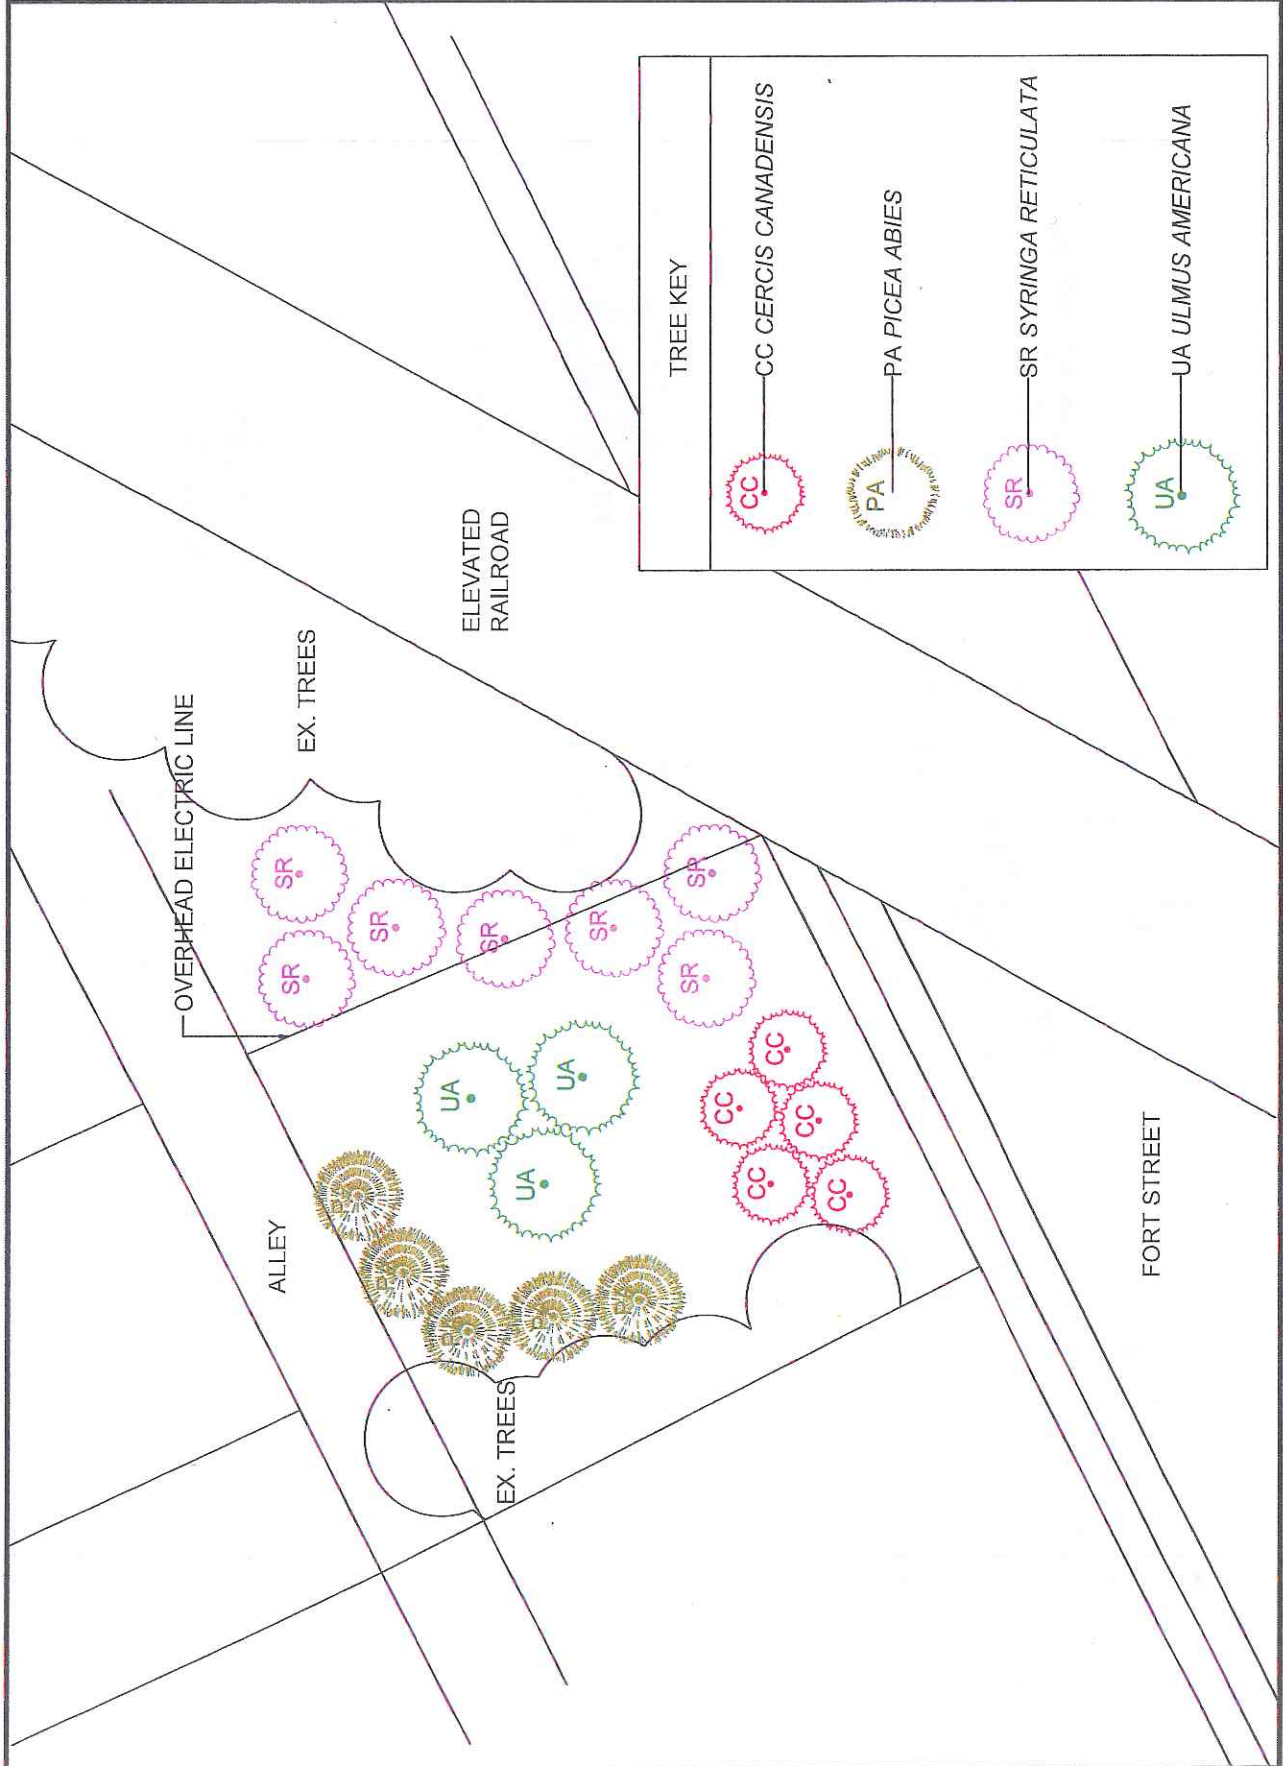 OVERHEAD ELECTRIC LINE
ALLEY
EX. TREES
SR
SR
SR
UA
SR
ELEVATED
RAILROAD
EX. TREES
UA
UA
SR
SR
SR
CC
CC
CC
CC
CC
FORT STREET
TREE KEY
CC
CC CERCIS CANADENSIS
PA
PA PICEA ABIES
SR
SR SYRINGA RETICULATA
UA
UA ULMUS AMERICANA